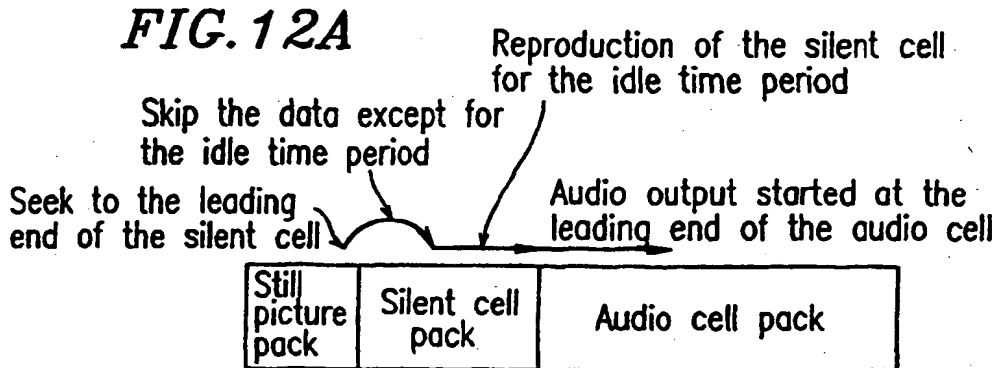 FIG. 12A
Reproduction of the silent cell
for the idle time period
Skip the data except for
the idle time period
Seek to the leading
end of the silent cell
Audio output started at the
leading end of the audio cell
Still
picture
pack
Silent cell
pack
Audio cell pack